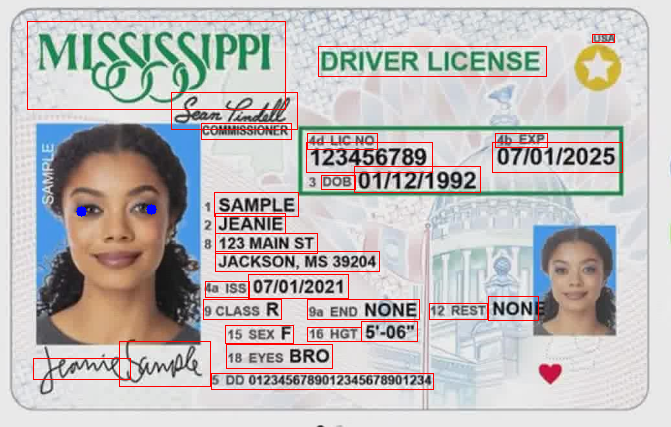 MISSISSIPPI
USA
DRIVER LICENSE
Sean Tindell
COMMISSIONER
4d LIC NO 4b EXP
123456789 07/01/2025
3 DOB 01/12/1992
SAMPLE
1 SAMPLE
2 JEANIE
8 123 MAIN ST
JACKSON, MS 39204
4a ISS 07/01/2021
9 CLASS R 9a END NONE 12 REST NONE
15 SEX F 16 HGT 5'-06"
18 EYES BRO
Jeanie Sample
5 DD 0123456789012345678901234